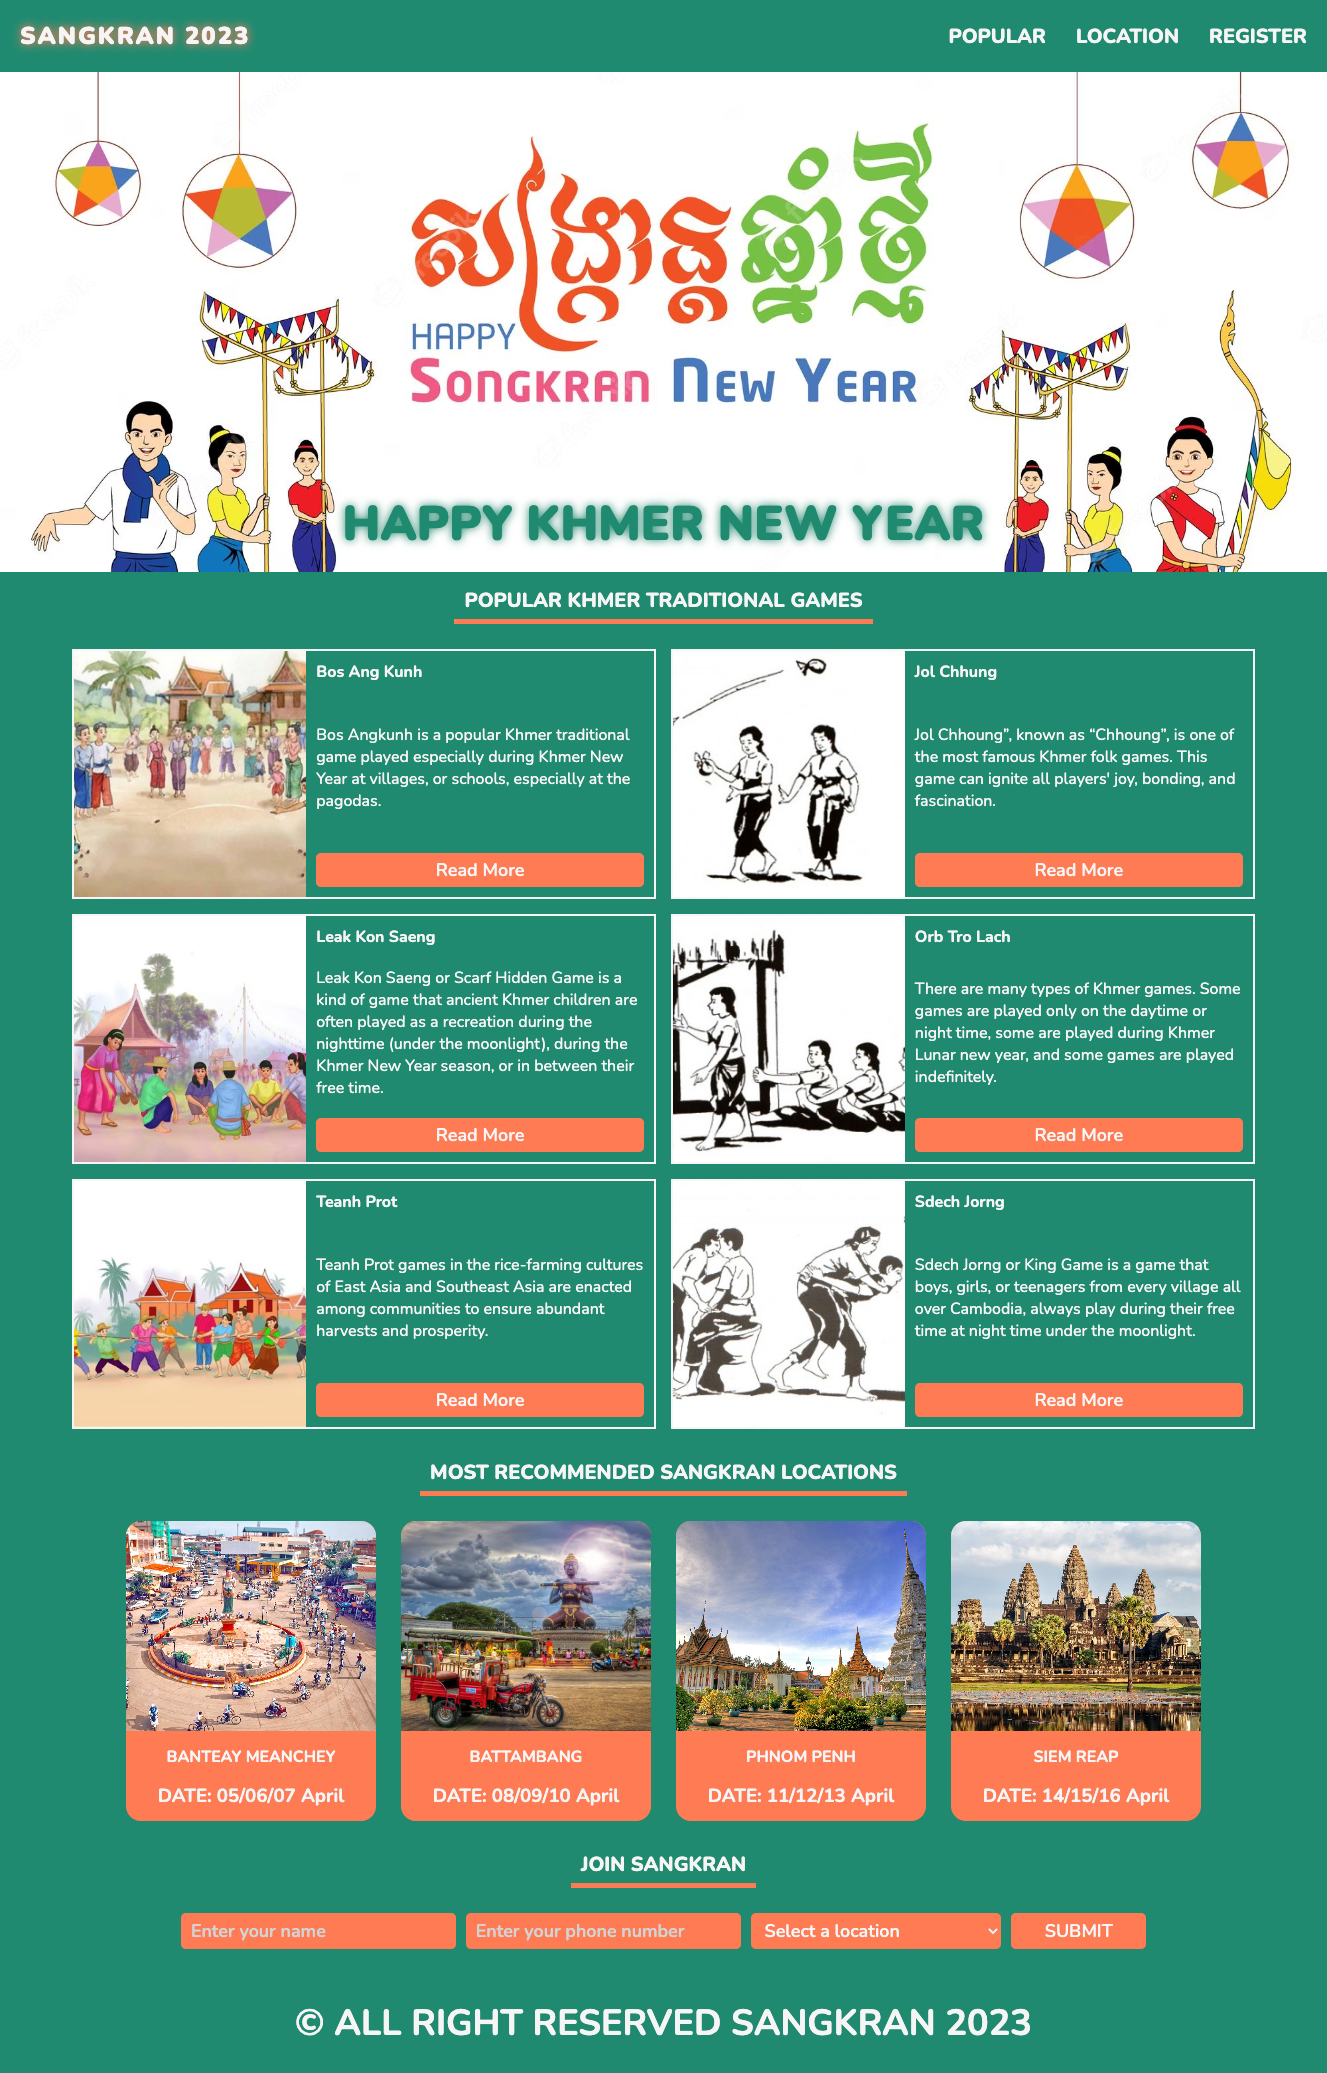 SANGKRAN 2023
POPULAR LOCATION REGISTER
សង្ក្រាន្តឆ្នាំថ្មី
HAPPY
SONGKRAN NEW YEAR
HAPPY KHMER NEW YEAR
POPULAR KHMER TRADITIONAL GAMES
Bos Ang Kunh
Bos Angkunh is a popular Khmer traditional
game played especially during Khmer New
Year at villages, or schools, especially at the
pagodas.
Read More
Jol Chhung
Jol Chhoung”, known as “Chhoung”, is one of
the most famous Khmer folk games. This
game can ignite all players' joy, bonding, and
fascination.
Read More
Leak Kon Saeng
Leak Kon Saeng or Scarf Hidden Game is a
kind of game that ancient Khmer children are
often played as a recreation during the
nighttime (under the moonlight), during the
Khmer New Year season, or in between their
free time.
Read More
Orb Tro Lach
There are many types of Khmer games. Some
games are played only on the daytime or
night time, some are played during Khmer
Lunar new year, and some games are played
indefinitely.
Read More
Teanh Prot
Teanh Prot games in the rice-farming cultures
of East Asia and Southeast Asia are enacted
among communities to ensure abundant
harvests and prosperity.
Read More
Sdech Jorng
Sdech Jorng or King Game is a game that
boys, girls, or teenagers from every village all
over Cambodia, always play during their free
time at night time under the moonlight.
Read More
MOST RECOMMENDED SANGKRAN LOCATIONS
BANTEAY MEANCHEY
DATE: 05/06/07 April
BATTAMBANG
DATE: 08/09/10 April
PHNOM PENH
DATE: 11/12/13 April
SIEM REAP
DATE: 14/15/16 April
JOIN SANGKRAN
Enter your name Enter your phone number Select a location SUBMIT
© ALL RIGHT RESERVED SANGKRAN 2023